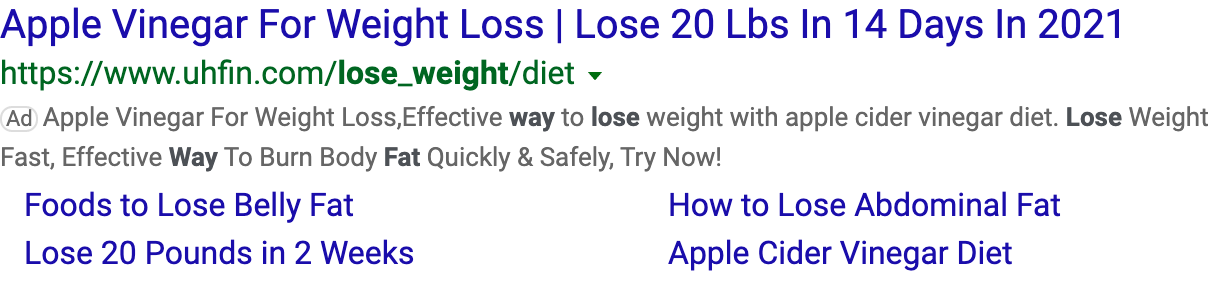 Apple Vinegar For Weight Loss | Lose 20 Lbs In 14 Days In 2021
https://www.uhfin.com/lose_weight/diet
Ad Apple Vinegar For Weight Loss,Effective way to lose weight with apple cider vinegar diet. Lose Weight
Fast, Effective Way To Burn Body Fat Quickly & Safely, Try Now!
Foods to Lose Belly Fat
How to Lose Abdominal Fat
Lose 20 Pounds in 2 Weeks
Apple Cider Vinegar Diet